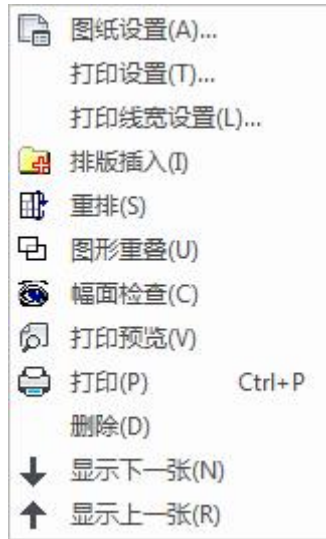 图纸设置(A)...
打印设置(T)...
打印线宽设置(L)...
排版插入(I)
重排(S)
图形重叠(U)
幅面检查(C)
打印预览(V)
打印(P) Ctrl+P
删除(D)
显示下一张(N)
显示上一张(R)